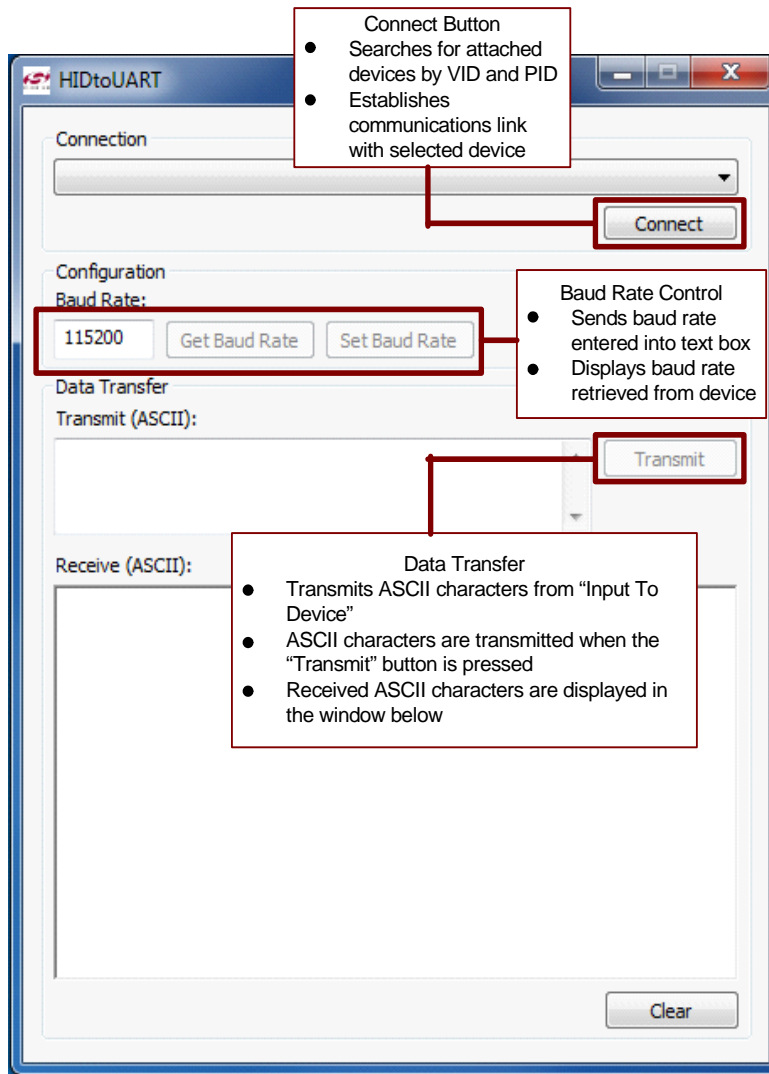 Connect Button
● Searches for attached
devices by VID and PID
● Establishes
communications link
with selected device
HIDtoUART
Connection
Connect
Configuration
Baud Rate:
115200
Get Baud Rate
Set Baud Rate
Baud Rate Control
● Sends baud rate
entered into text box
● Displays baud rate
retrieved from device
Data Transfer
Transmit (ASCII):
Transmit
Receive (ASCII):
Data Transfer
● Transmits ASCII characters from “Input To
Device”
● ASCII characters are transmitted when the
“Transmit” button is pressed
● Received ASCII characters are displayed in
the window below
Clear